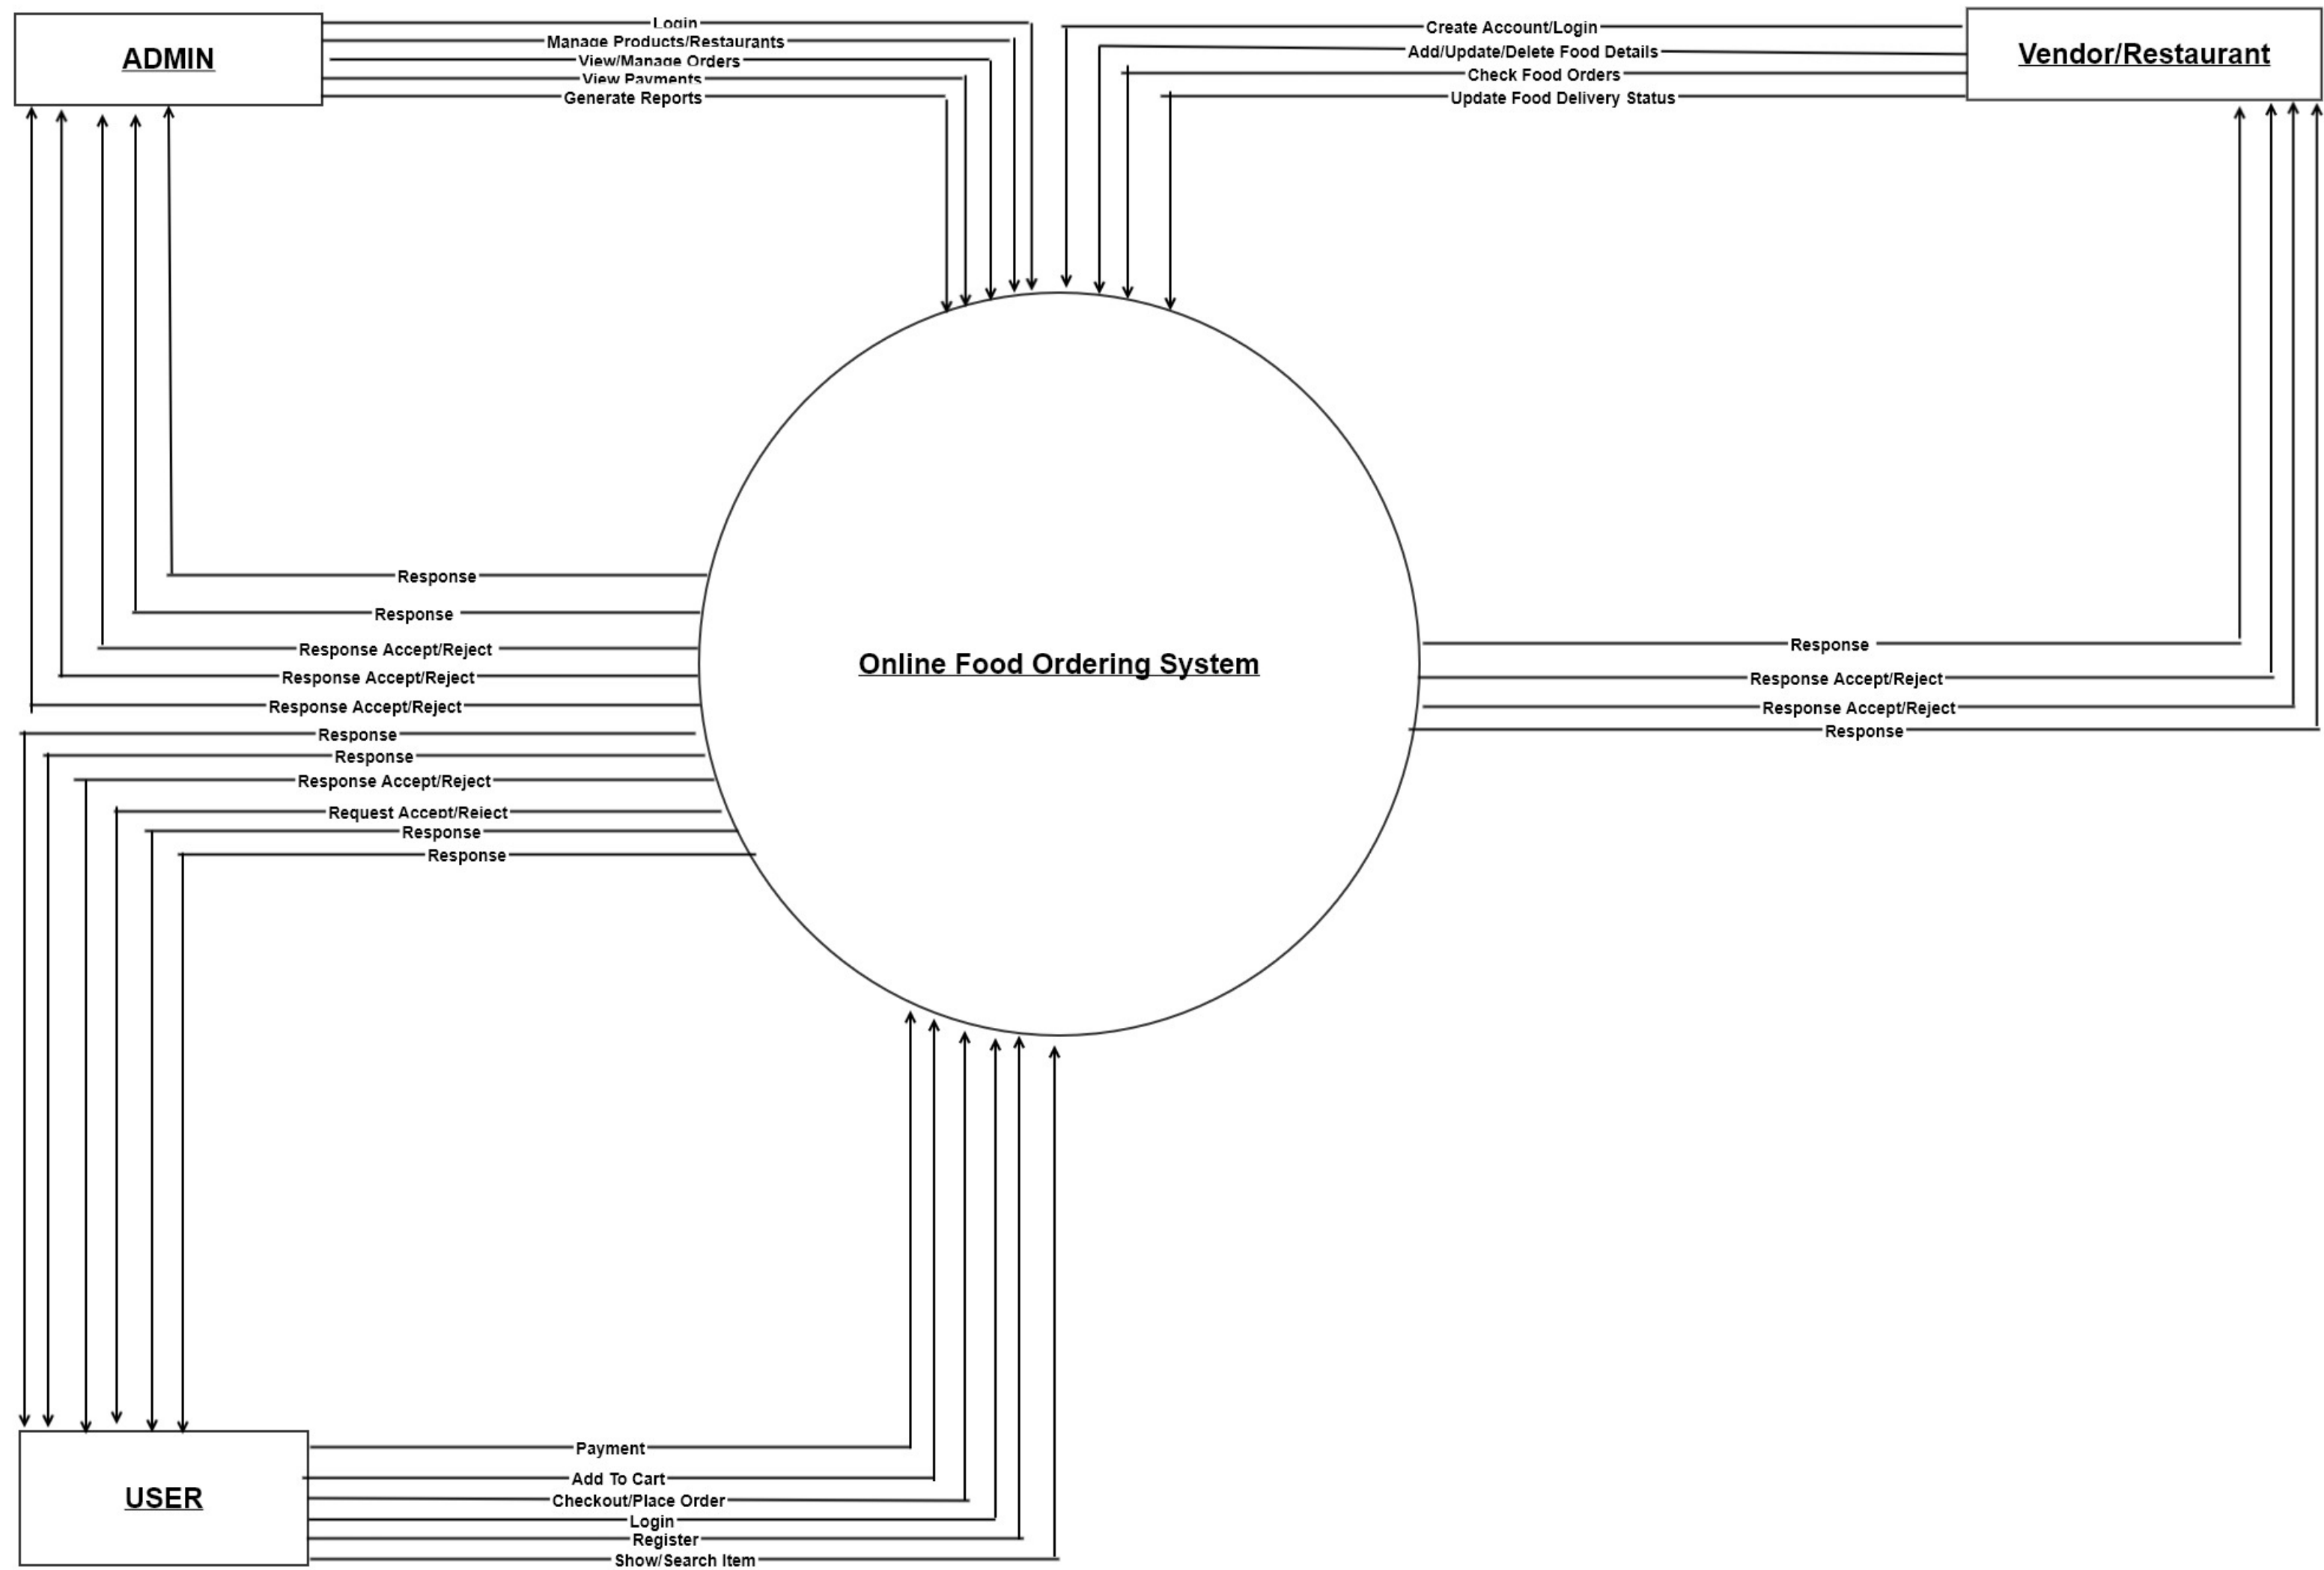 ADMIN
Login
Manage Products/Restaurants
View/Manage Orders
View Payments
Generate Reports
Create Account/Login
Add/Update/Delete Food Details
Check Food Orders
Update Food Delivery Status
Vendor/Restaurant
Response
Response
Response Accept/Reject
Response Accept/Reject
Response Accept/Reject
Response
Response
Response Accept/Reject
Request Accept/Reject
Response
Response
Online Food Ordering System
Response
Response Accept/Reject
Response Accept/Reject
Response
USER
Payment
Add To Cart
Checkout/Place Order
Login
Register
Show/Search Item